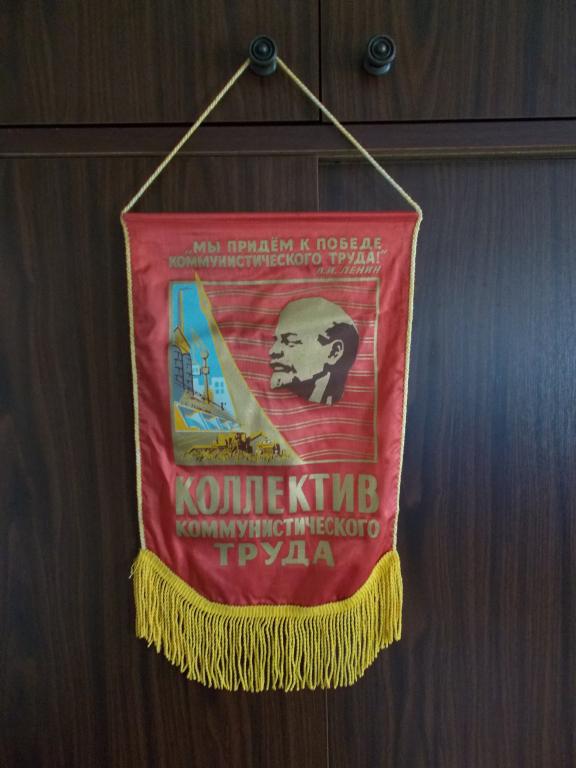 „МЫ ПРИДЁМ К ПОБЕДЕ
КОММУНИСТИЧЕСКОГО ТРУДА!"
В.И. ЛЕНИН
КОЛЛЕКТИВ
КОММУНИСТИЧЕСКОГО
ТРУДА